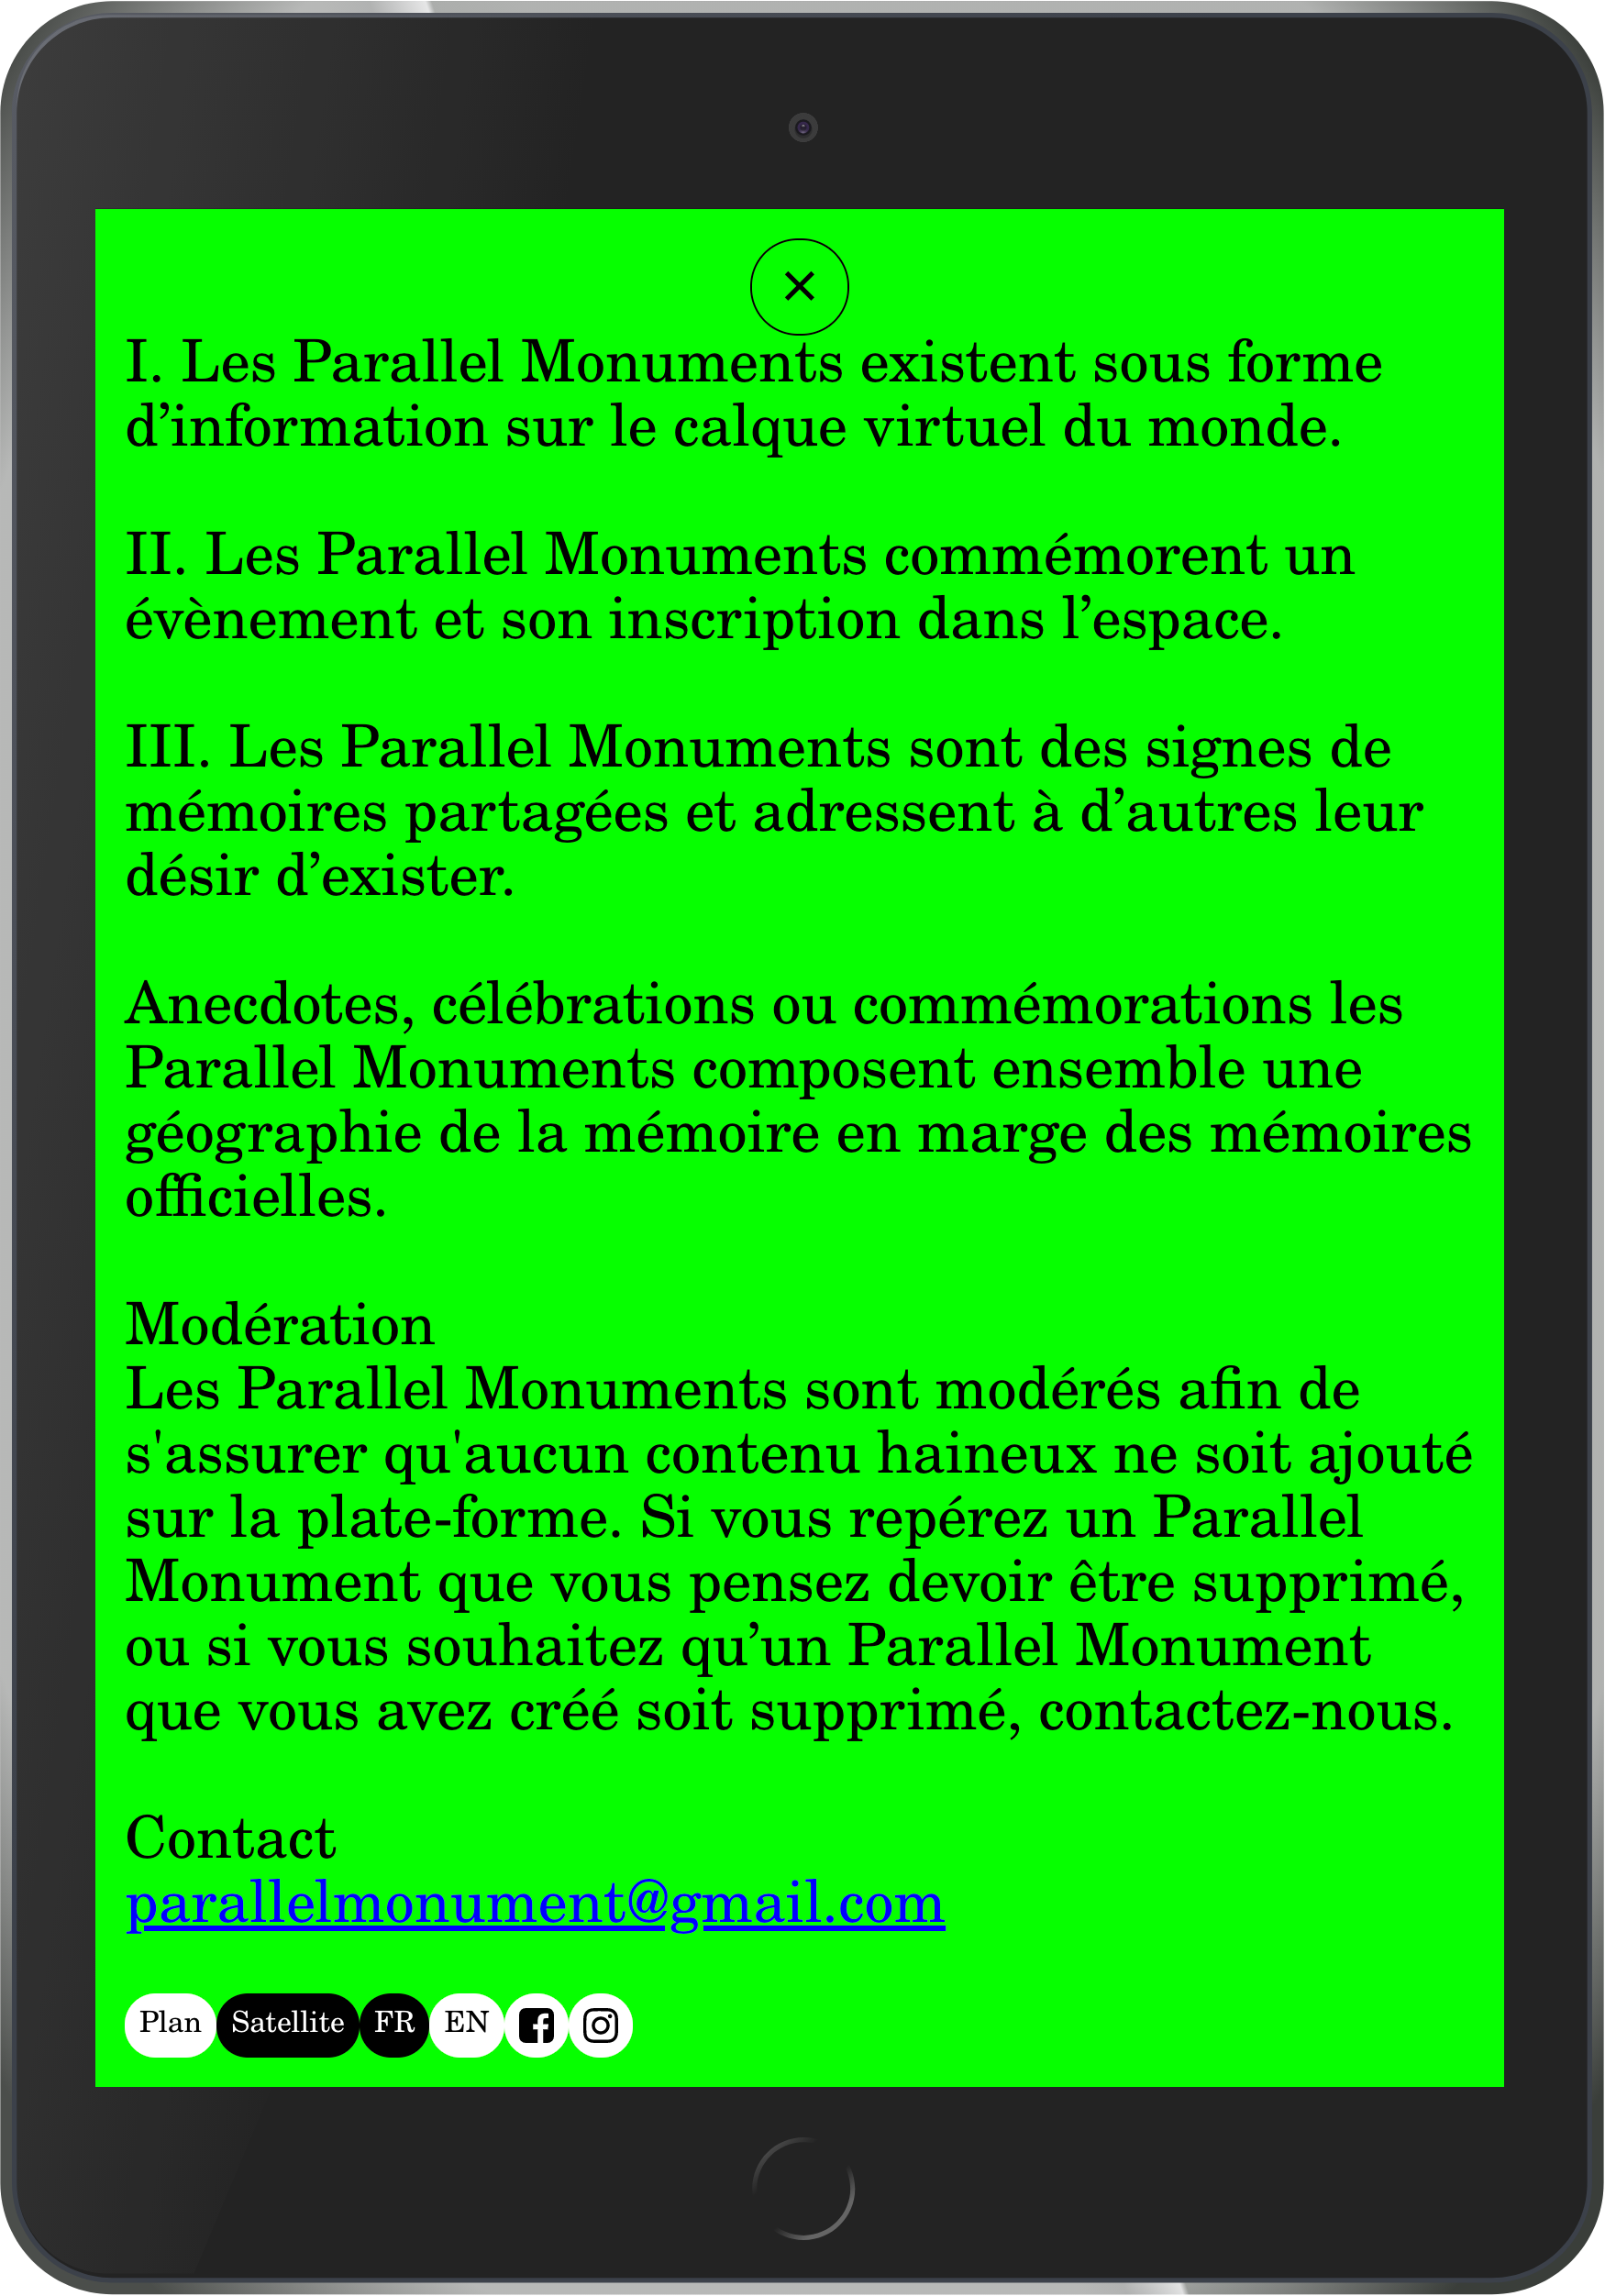 I. Les Parallel Monuments existent sous forme
d’information sur le calque virtuel du monde.
II. Les Parallel Monuments commémorent un
évènement et son inscription dans l’espace.
III. Les Parallel Monuments sont des signes de
mémoires partagées et adressent à d’autres leur
désir d’exister.
Anecdotes, célébrations ou commémorations les
Parallel Monuments composent ensemble une
géographie de la mémoire en marge des mémoires
officielles.
Modération
Les Parallel Monuments sont modérés afin de
s'assurer qu'aucun contenu haineux ne soit ajouté
sur la plate-forme. Si vous repérez un Parallel
Monument que vous pensez devoir être supprimé,
ou si vous souhaitez qu’un Parallel Monument
que vous avez créé soit supprimé, contactez-nous.
Contact
parallelmonument@gmail.com
Plan Satellite FR EN